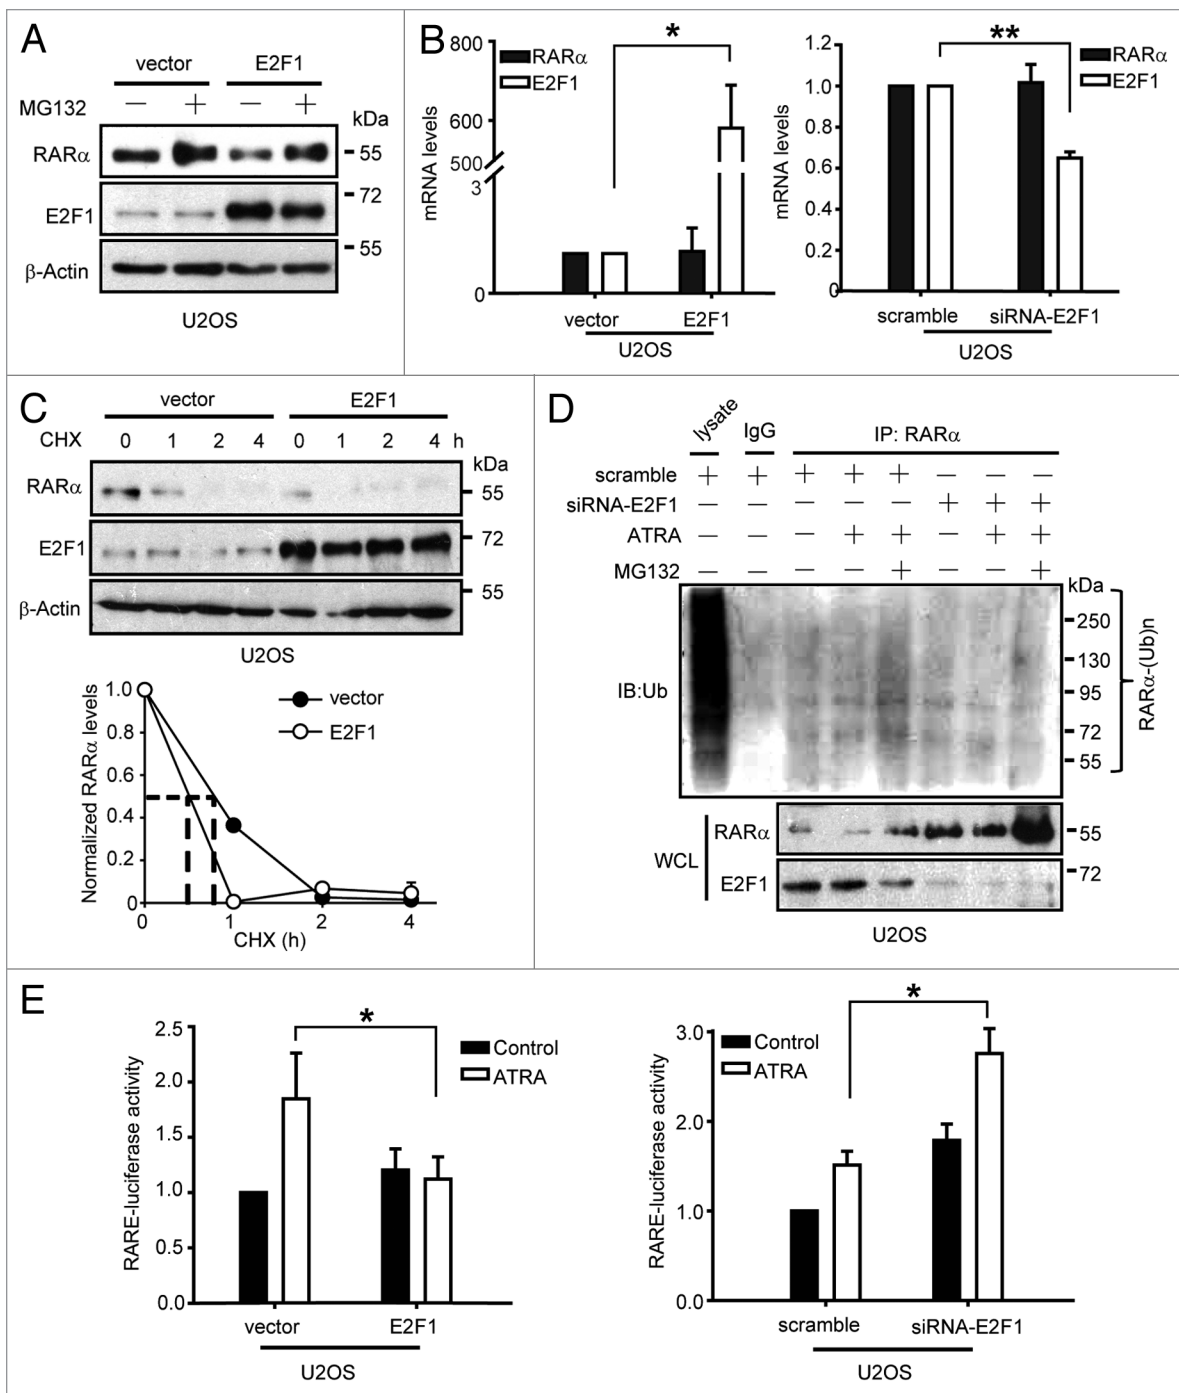 A
vector E2F1
MG132 — + — + kDa
RARα 55
E2F1 72
β-Actin 55
U2OS
B
800 RARα *
E2F1
600
500
3
0
mRNA levels
vector E2F1
U2OS
1.2 ** RARα
1.0 E2F1
0.8
0.6
0.4
0.2
0
mRNA levels
scramble siRNA-E2F1
U2OS
C
vector E2F1
CHX 0 1 2 4 0 1 2 4 h
kDa
RARα 55
E2F1 72
55
β-Actin
U2OS
1.0 vector
0.8 E2F1
0.6
0.4
0.2
0
Normalized RARα levels
0 1 2 4
CHX (h)
D
lysate IgG IP: RARα
scramble + + + + + — — —
siRNA-E2F1 — — — — — + + +
ATRA — — — + + — + +
MG132 — — — — + — — +
kDa
250
130
IB:Ub 95
72
55
RARα-(Ub)n
RARα 55
WCL
E2F1 72
U2OS
E
2.5 *
Control
2.0 ATRA
1.5
1.0
0.5
0.0
RARE-luciferase activity
vector E2F1
U2OS
3.0 *
Control
ATRA
2.0
1.0
0.0
RARE-luciferase activity
scramble siRNA-E2F1
U2OS